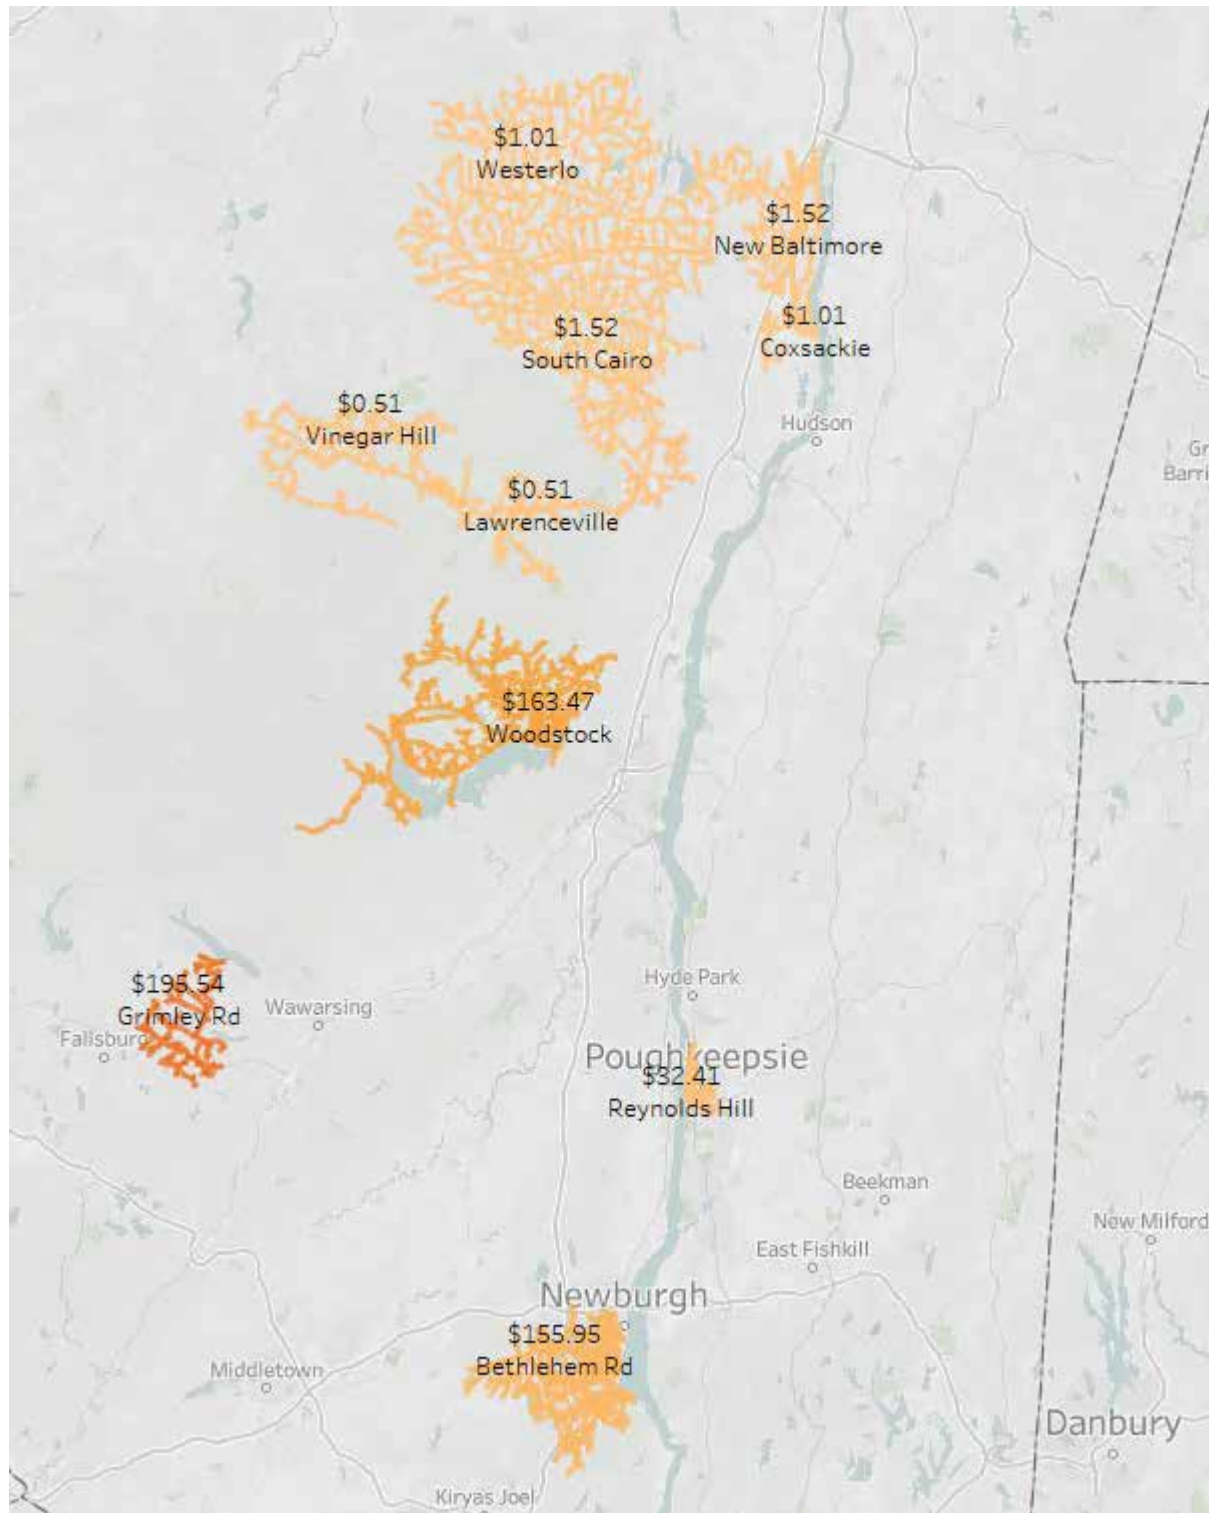 $1.01
Westerlo
$1.52
New Baltimore
$1.01
Coxsackie
$1.52
South Cairo
$0.51
Vinegar Hill
Hudson
Gr
Barri
$0.51
Lawrenceville
$163.47
Woodstock
$195.54
Grimley Rd
Fallsburg
Wawarsing
Hyde Park
Poughkeepsie
$32.41
Reynolds Hill
Beekman
New Milford
East Fishkill
Newburgh
$155.95
Bethlehem Rd
Middletown
Danbury
Kiryas Joel